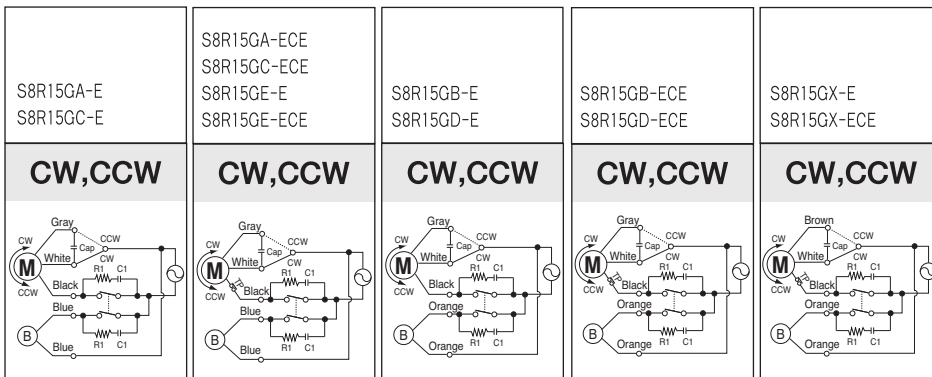 S8R15GA-E
S8R15GC-E
CW,CCW
Gray
CW
CCW
Cap
CW
White
M
R1 C1
CCW
Black
Blue
B
R1 C1
Blue
S8R15GA-ECE
S8R15GC-ECE
S8R15GE-E
S8R15GE-ECE
CW,CCW
Gray
CW
CCW
Cap
CW
White
M
R1 C1
TP
CCW
Black
Blue
B
R1 C1
Blue
S8R15GB-E
S8R15GD-E
CW,CCW
Gray
CW
CCW
Cap
CW
White
M
R1 C1
CCW
Black
Orange
B
R1 C1
Orange
S8R15GB-ECE
S8R15GD-ECE
CW,CCW
Gray
CW
CCW
Cap
CW
White
M
R1 C1
TP
CCW
Black
Orange
B
R1 C1
Orange
S8R15GX-E
S8R15GX-ECE
CW,CCW
Brown
CW
CCW
Cap
CW
White
M
R1 C1
TP
CCW
Black
Orange
B
R1 C1
Orange